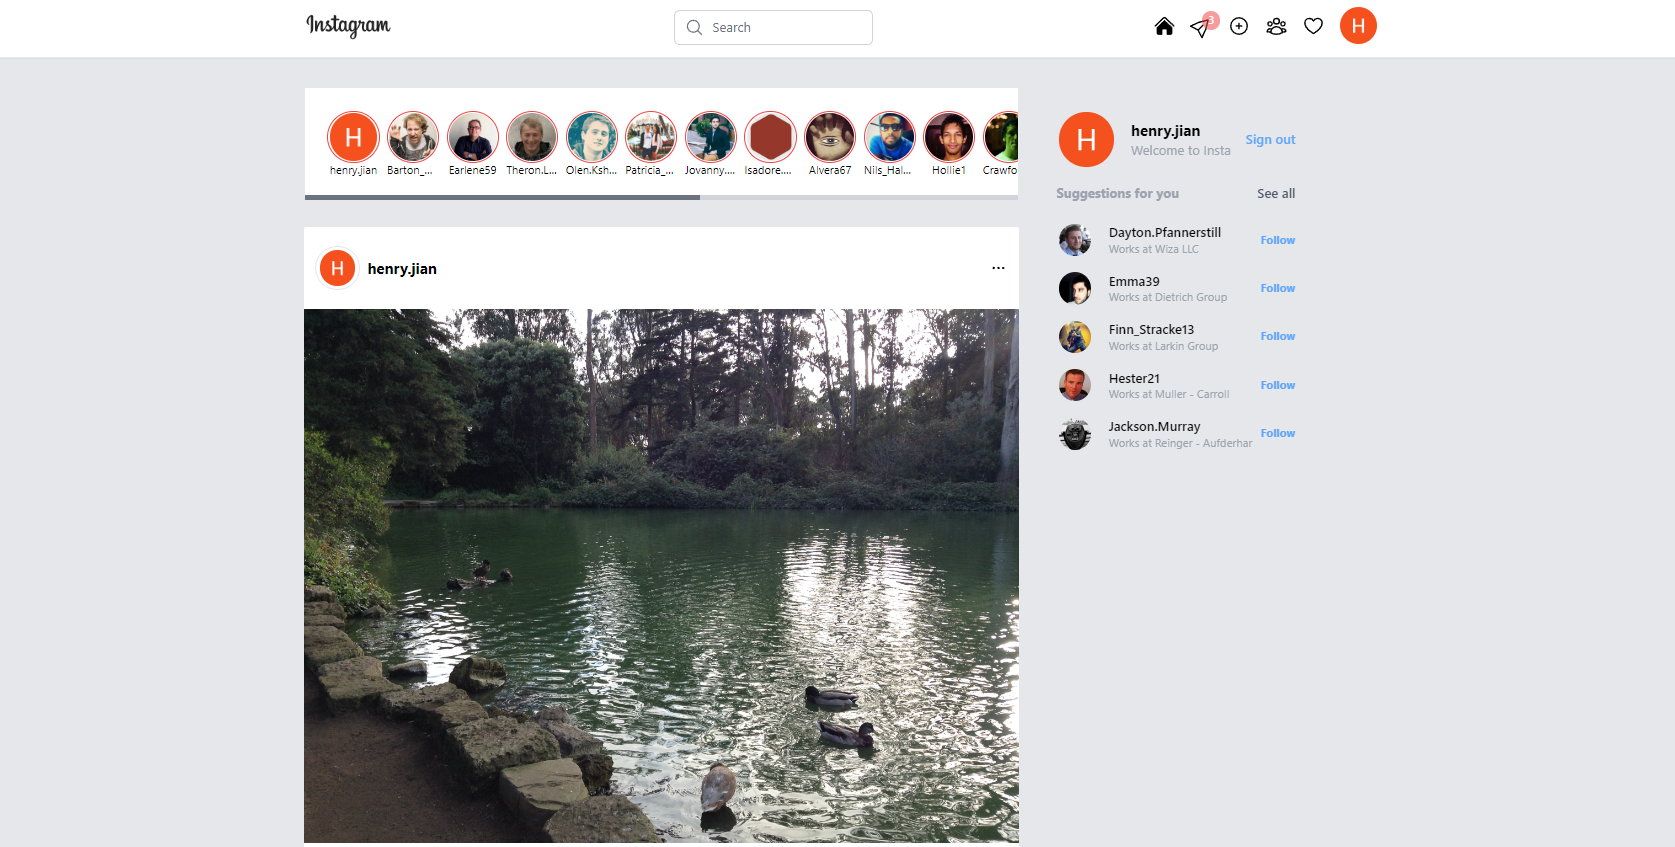 Instagram
Search
3
H
H
henry.jian
Barton_...
Earlene59
Theron.L...
Olen.Ksh...
Patricia_...
Jovanny....
Isadore....
Alvera67
Nils_Hal...
Hollie1
Crawfo
H
henry.jian
Welcome to Insta
Sign out
Suggestions for you
See all
Dayton.Pfannerstill
Works at Wiza LLC
Follow
Emma39
Works at Dietrich Group
Follow
Finn_Stracke13
Works at Larkin Group
Follow
Hester21
Works at Muller - Carroll
Follow
Jackson.Murray
Works at Reinger - Aufderhar
Follow
H
henry.jian
...